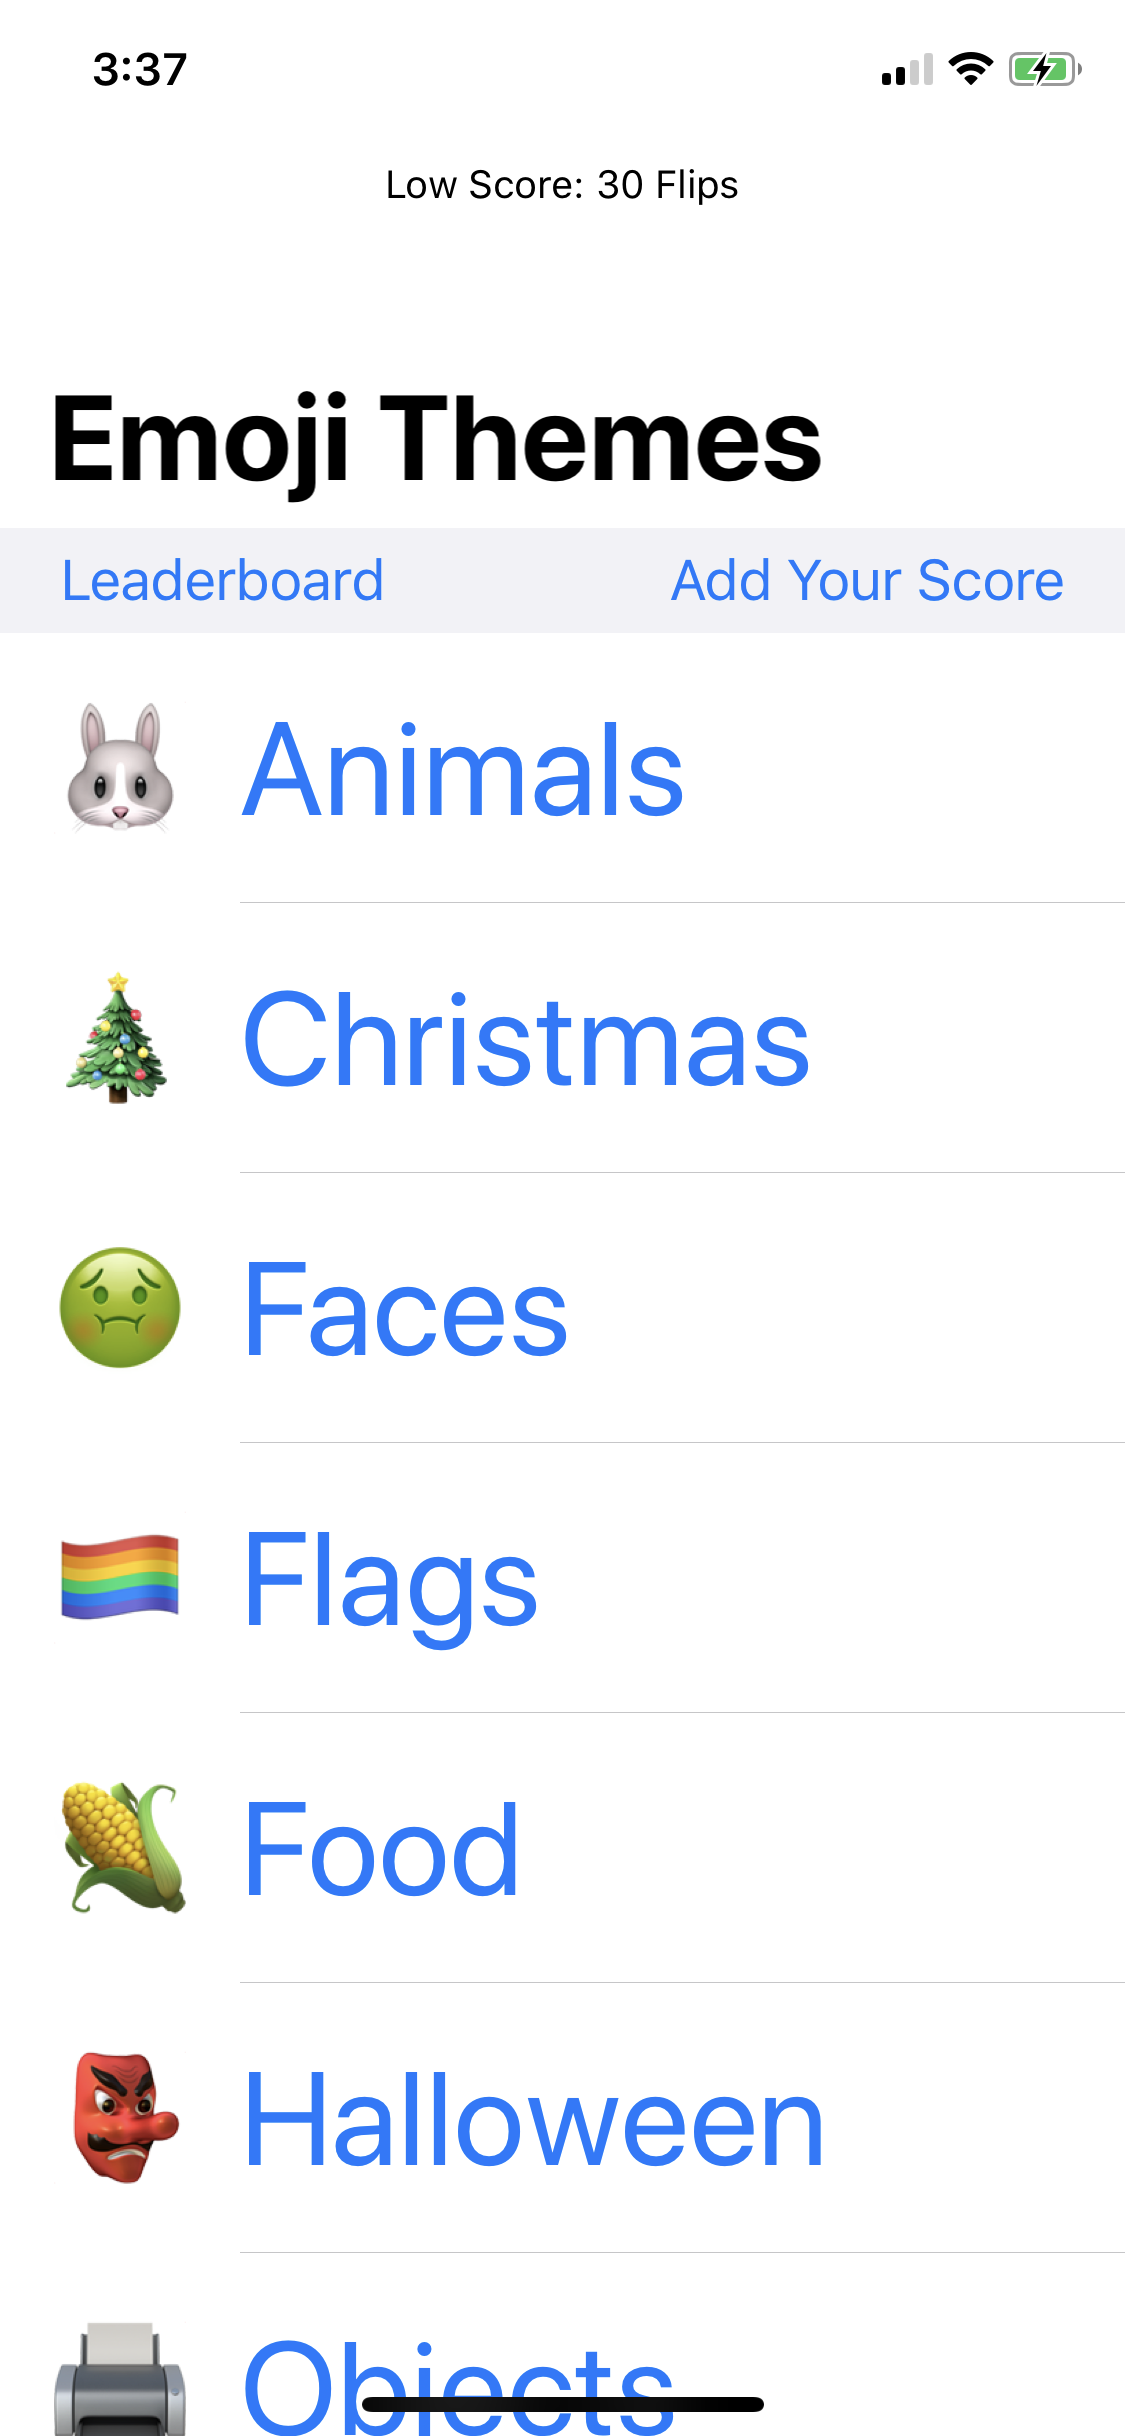 3:37
Low Score: 30 Flips
Emoji Themes
Leaderboard Add Your Score
Animals
Christmas
Faces
Flags
Food
Halloween
Objects